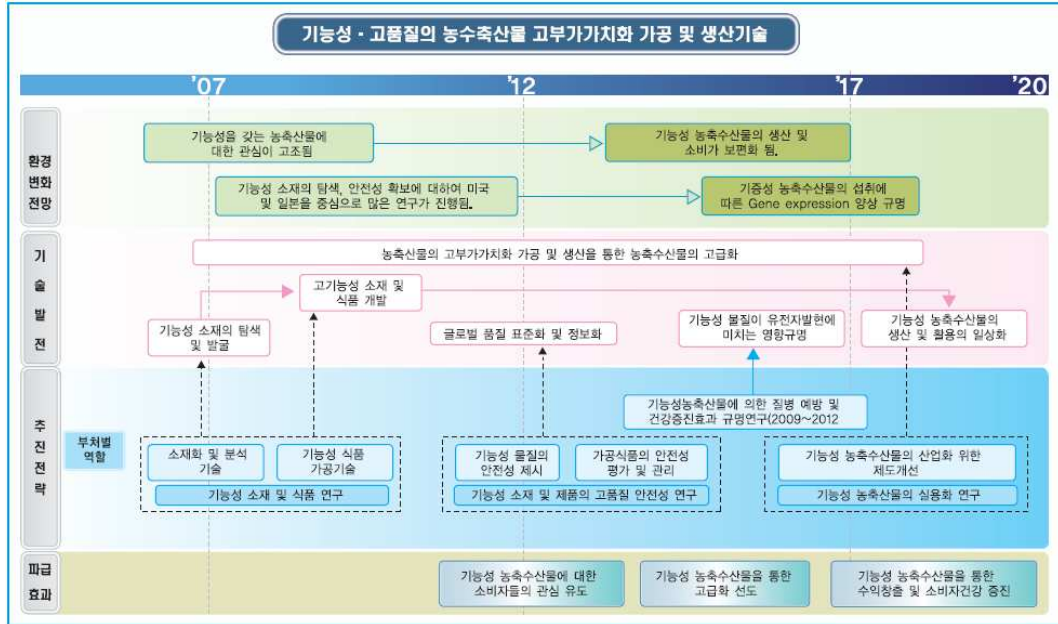 기능성 · 고품질의 농수축산물 고부가가치화 가공 및 생산기술
'07
'12
'17
'20
환경
변화
전망
기능성을 갖는 농축산물에
대한 관심이 고조됨
기능성 농축수산물의 생산 및
소비가 보편화 됨.
기능성 소재의 탐색, 안전성 확보에 대하여 미국
및 일본을 중심으로 많은 연구가 진행됨.
기증성 농축수산물의 섭취에
따른 Gene expression 양상 규명
기
술
발
전
농축산물의 고부가가치화 가공 및 생산을 통한 농축수산물의 고급화
고기능성 소재 및
식품 개발
기능성 소재의 탐색
및 발굴
글로벌 품질 표준화 및 정보화
기능성 물질이 유전자발현에
미치는 영향규명
기능성 농축수산물의
생산 및 활용의 일상화
추
진
전
략
부처별
역할
기능성농축산물에 의한 질병 예방 및
건강증진효과 규명연구(2009~2012
소재화 및 분석
기술
기능성 식품
가공기술
기능성 소재 및 식품 연구
기능성 물질의
안전성 제시
가공식품의 안전성
평가 및 관리
기능성 소재 및 제품의 고품질 안전성 연구
기능성 농축수산물의 산업화 위한
제도개선
기능성 농축산물의 실용화 연구
파급
효과
기능성 농축수산물에 대한
소비자들의 관심 유도
기능성 농축수산물을 통한
고급화 선도
기능성 농축수산물을 통한
수익창출 및 소비자건강 증진